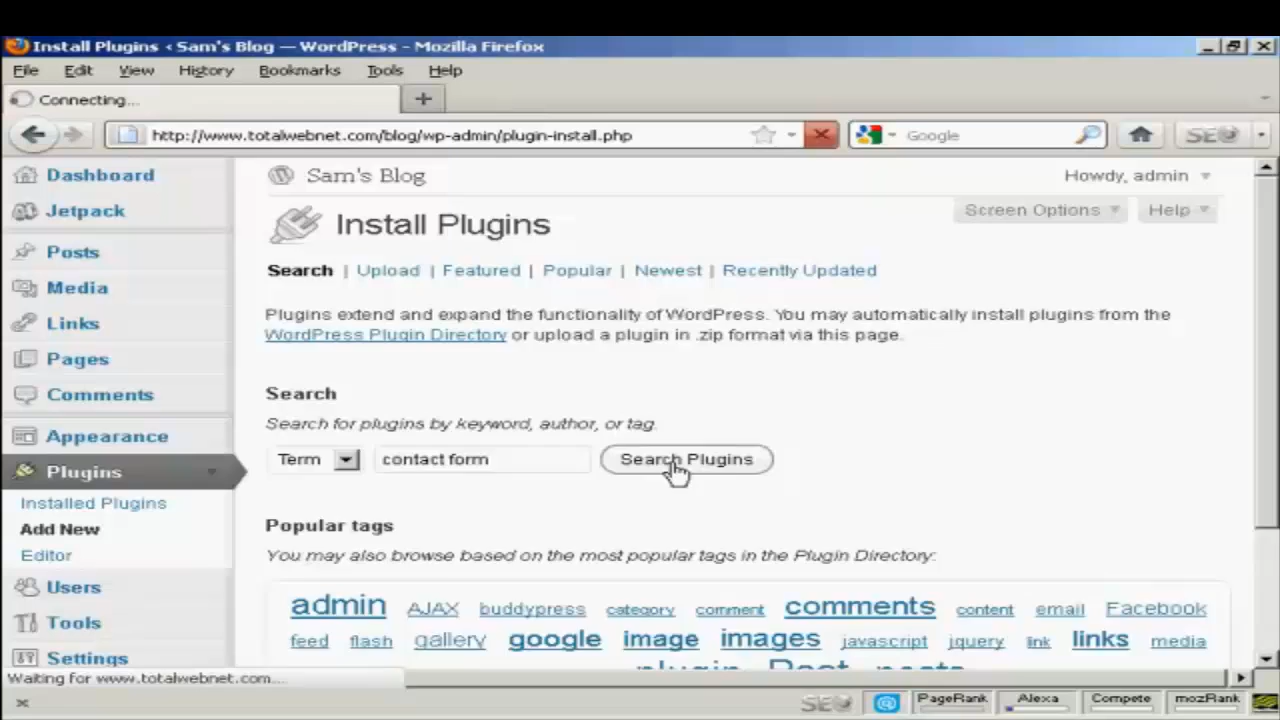 Install Plugins < Sam's Blog — WordPress - Mozilla Firefox
File Edit View History Bookmarks Tools Help
Connecting...
http://www.totalwebnet.com/blog/wp-admin/plugin-install.php
Google
SEO
Dashboard
Jetpack
Posts
Media
Links
Pages
Comments
Appearance
Plugins
Installed Plugins
Add New
Editor
Users
Tools
Settings
Sam's Blog
Howdy, admin
Screen Options
Help
Install Plugins
Search | Upload | Featured | Popular | Newest | Recently Updated
Plugins extend and expand the functionality of WordPress. You may automatically install plugins from the
WordPress Plugin Directory or upload a plugin in .zip format via this page.
Search
Search for plugins by keyword, author, or tag.
Term contact form Search Plugins
Popular tags
You may also browse based on the most popular tags in the Plugin Directory:
admin AJAX buddypress category comment comments content email Facebook
feed flash gallery google image images javascript jquery link links media
plugin Post posts
Waiting for www.totalwebnet.com...
SEO PageRank Alexa Compete mozRank